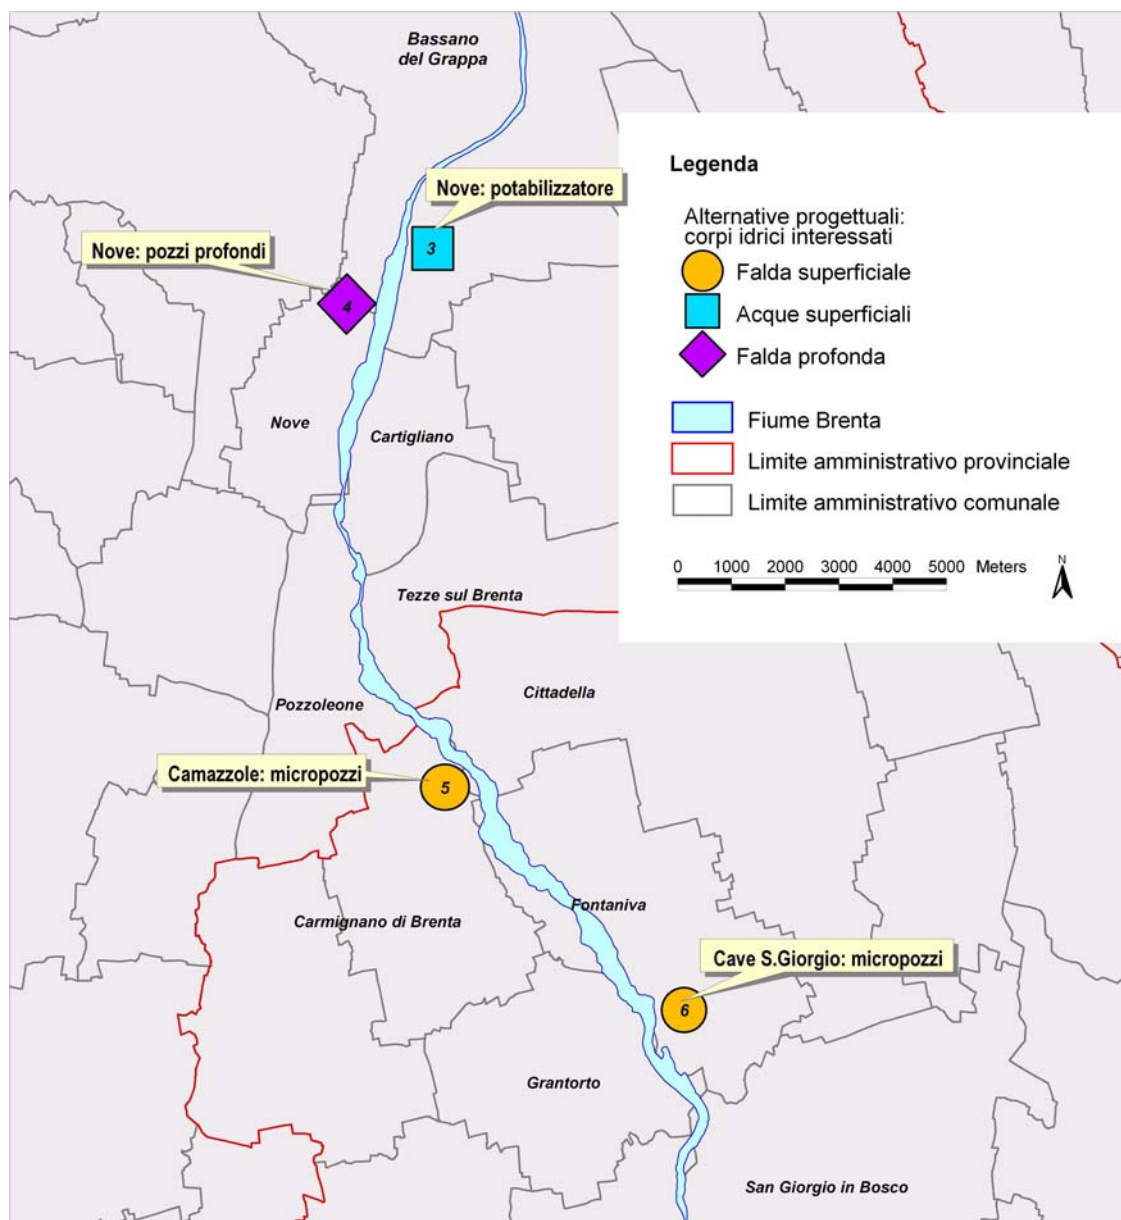 Bassano
del Grappa
Nove: potabilizzatore
3
Nove: pozzi profondi
4
Nove
Cartigliano
Tezze sul Brenta
Cittadella
Pozzoleone
Camazzole: micropozzi
5
Carmignano di Brenta
Fontaniva
Cave S.Giorgio: micropozzi
6
Grantorto
San Giorgio in Bosco
Legenda
Alternative progettuali:
corpi idrici interessati
Falda superficiale
Acque superficiali
Falda profonda
Fiume Brenta
Limite amministrativo provinciale
Limite amministrativo comunale
0 1000 2000 3000 4000 5000 Meters
N